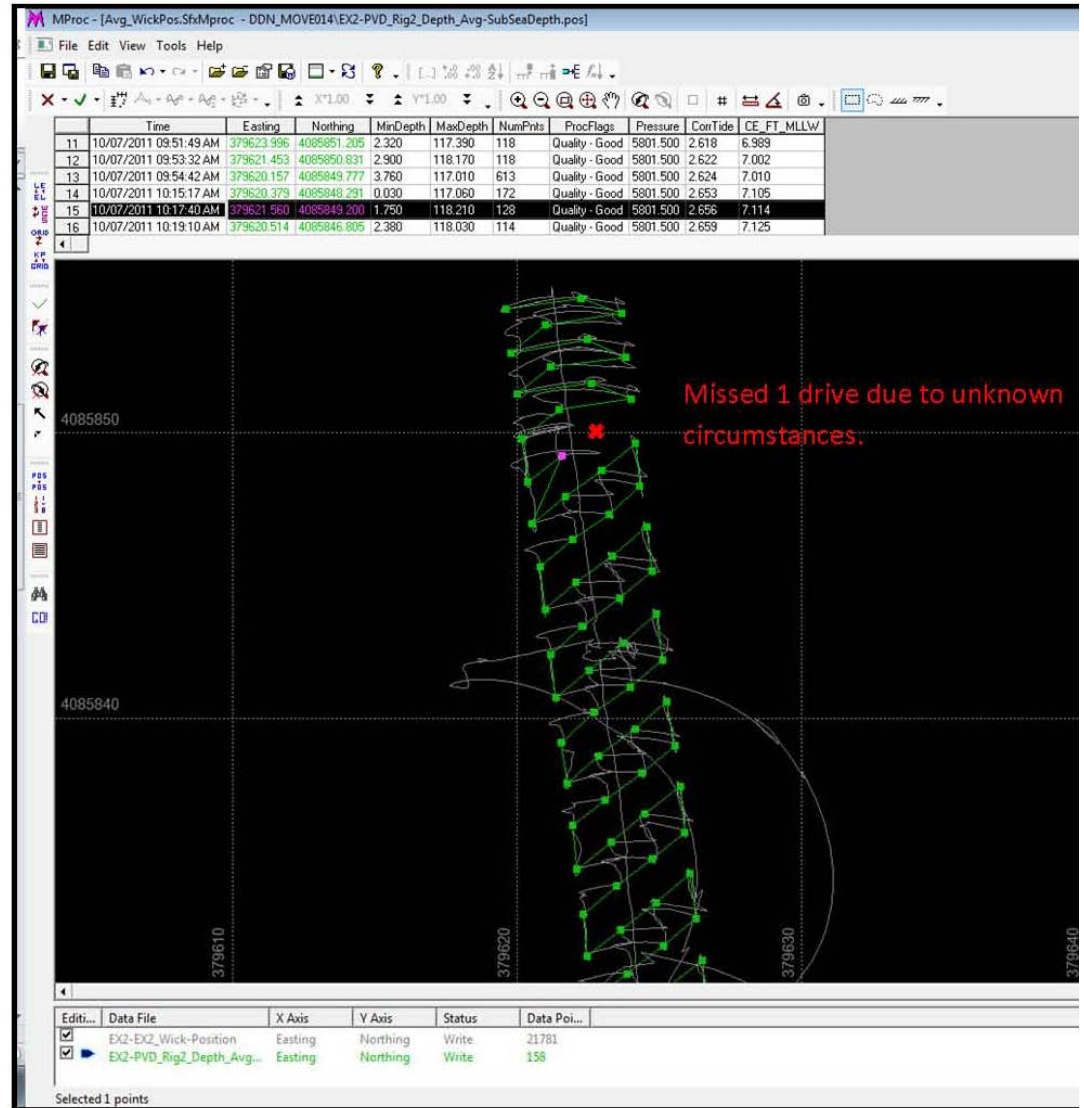 MProc - [Avg_WickPos.SfxMproc - DDN_MOVE014\EX2-PVD_Rig2_Depth_Avg-SubSeaDepth.pos]
File Edit View Tools Help
X*1.00 Y*1.00
Time Easting Northing MinDepth MaxDepth NumPnts ProcFlags Pressure CorrTide CE_FT_MLLW
11 10/07/2011 09:51:49 AM 379623.996 4085851.205 2.320 117.390 118 Quality - Good 5801.500 2.618 6.989
12 10/07/2011 09:53:32 AM 379621.453 4085850.831 2.900 118.170 118 Quality - Good 5801.500 2.622 7.002
13 10/07/2011 09:54:42 AM 379620.157 4085849.777 3.760 117.010 613 Quality - Good 5801.500 2.624 7.010
14 10/07/2011 10:15:17 AM 379620.379 4085848.291 0.030 117.060 172 Quality - Good 5801.500 2.653 7.105
15 10/07/2011 10:17:40 AM 379621.560 4085849.200 1.750 118.210 128 Quality - Good 5801.500 2.656 7.114
16 10/07/2011 10:19:10 AM 379620.514 4085846.805 2.380 118.030 114 Quality - Good 5801.500 2.659 7.125
KP
GRID
POS
POS
Missed 1 drive due to unknown
circumstances.
4085850
4085840
379610
379620
379630
379640
Editi... Data File X Axis Y Axis Status Data Poi...
EX2-EX2_Wick-Position Easting Northing Write 21781
EX2-PVD_Rig2_Depth_Avg... Easting Northing Write 158
Selected 1 points